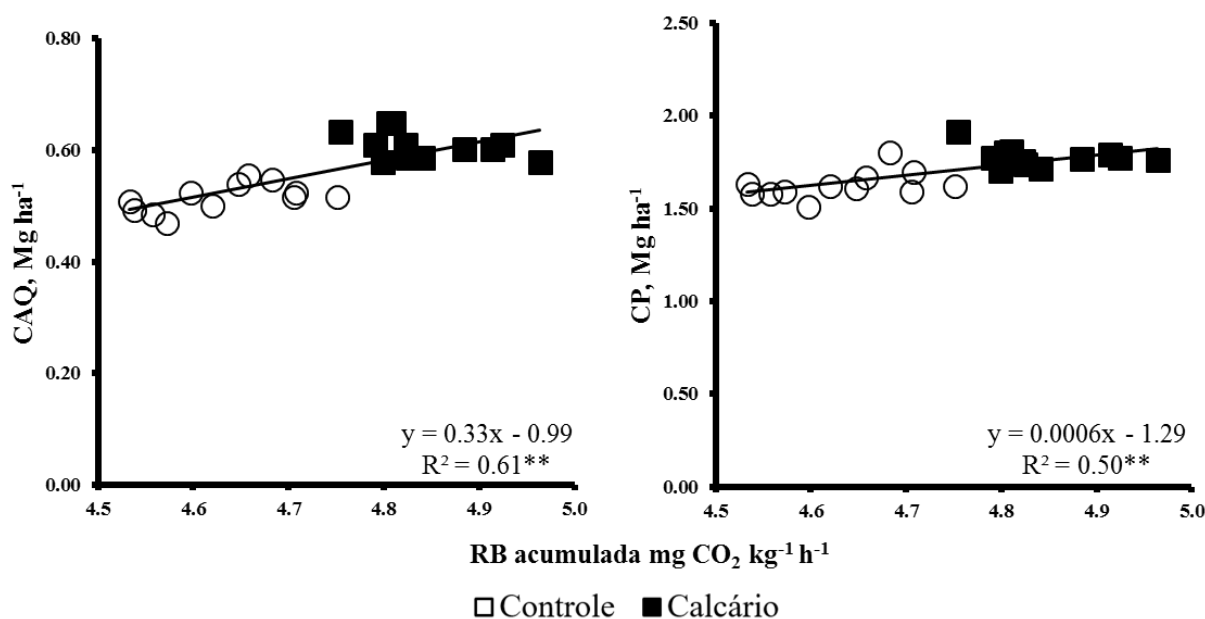 CAQ, Mg ha⁻¹
0.80
0.60
0.40
0.20
0.00
4.5 4.6 4.7 4.8 4.9 5.0
y = 0.33x - 0.99
R² = 0.61**
CP, Mg ha⁻¹
2.50
2.00
1.50
1.00
0.50
0.00
4.5 4.6 4.7 4.8 4.9 5.0
y = 0.0006x - 1.29
R² = 0.50**
RB acumulada mg CO₂ kg⁻¹ h⁻¹
Controle Calcário